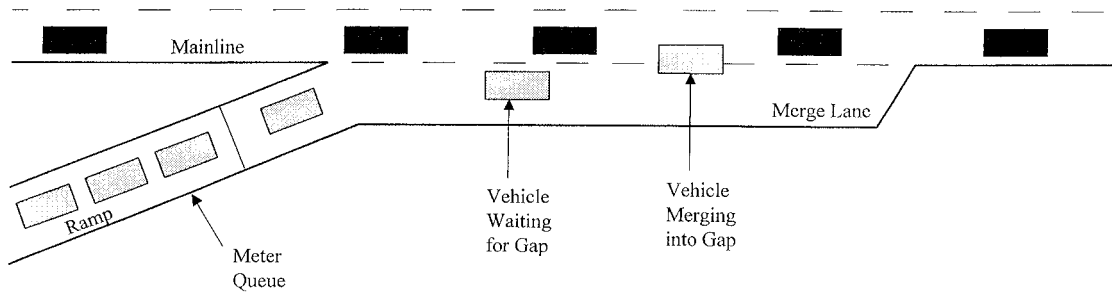 Mainline
Merge Lane
Ramp
Vehicle
Waiting
for Gap
Vehicle
Merging
into Gap
Meter
Queue